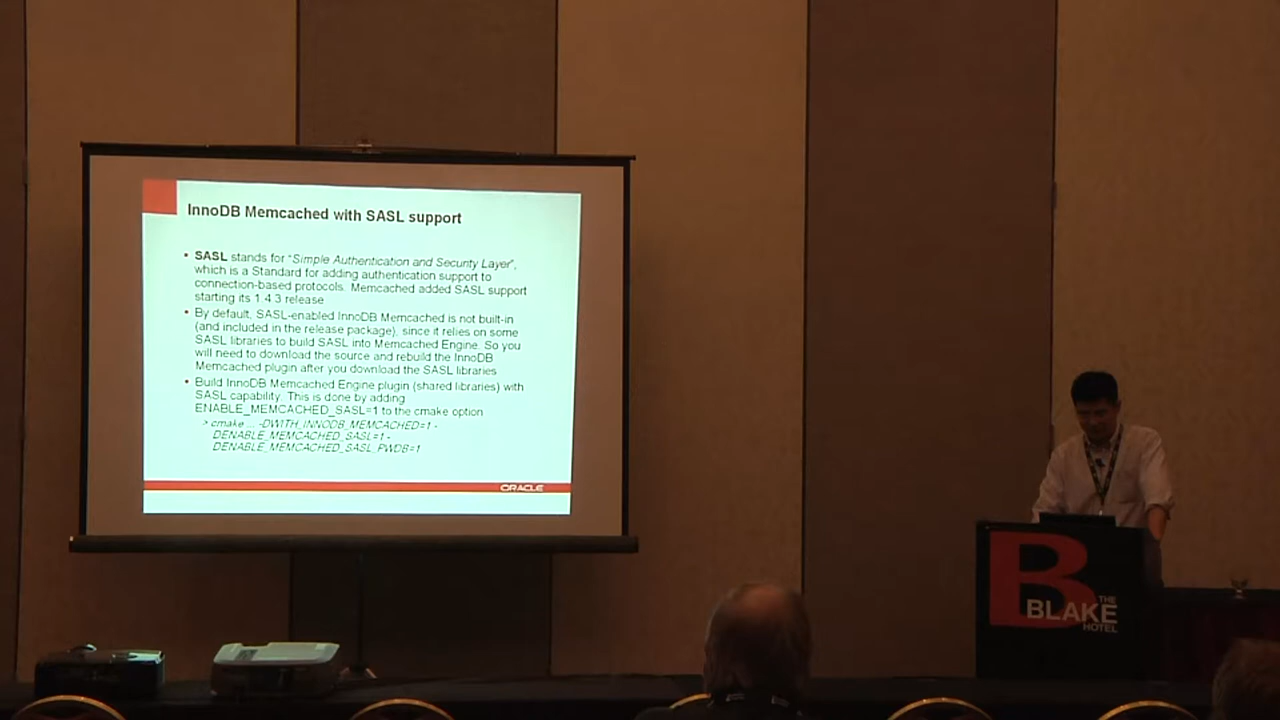 InnoDB Memcached with SASL support
• SASL stands for "Simple Authentication and Security Layer",
which is a Standard for adding authentication support to
connection-based protocols. Memcached added SASL support
starting its 1.4.3 release
• By default, SASL-enabled InnoDB Memcached is not built-in
(and included in the release package), since it relies on some
SASL libraries to build SASL into Memcached Engine. So you
will need to download the source and rebuild the InnoDB
Memcached plugin after you download the SASL libraries
• Build InnoDB Memcached Engine plugin (shared libraries) with
SASL capability. This is done by adding
ENABLE_MEMCACHED_SASL=1 to the cmake option
> cmake ... -DWITH_INNODB_MEMCACHED=1 -
DENABLE_MEMCACHED_SASL=1 -
DENABLE_MEMCACHED_SASL_PWDB=1
ORACLE
B
THE
BLAKE
HOTEL